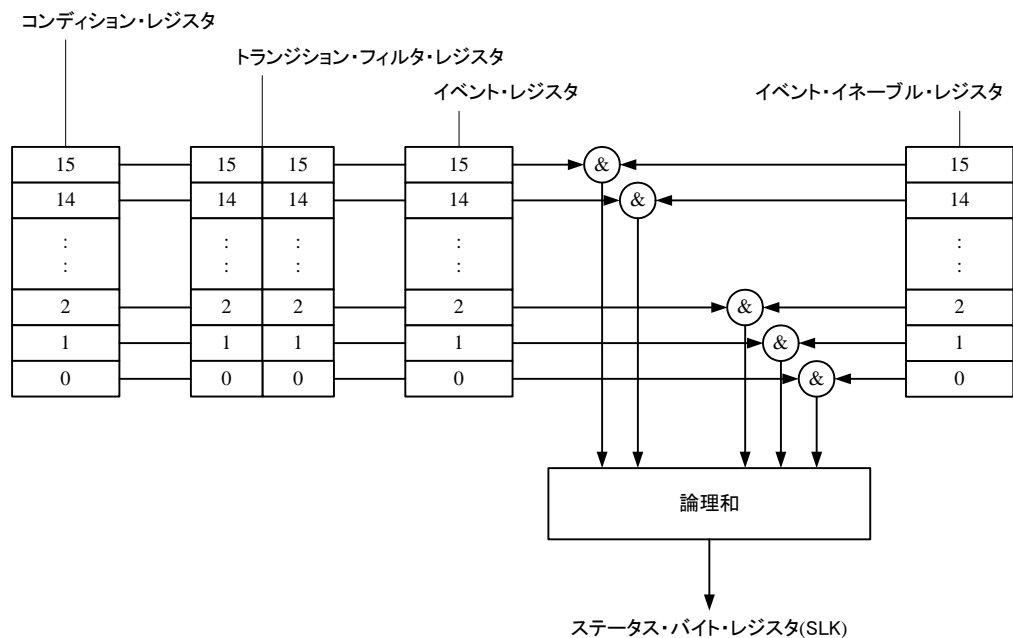 コンディション・レジスタ
トランジション・フィルタ・レジスタ
イベント・レジスタ
イベント・イネーブル・レジスタ
15 15 15 15 & 15
14 14 14 14 & 14
: : : : :
: : : : :
2 2 2 2 & 2
1 1 1 1 & 1
0 0 0 0 & 0
論理和
ステータス・バイト・レジスタ(SLK)